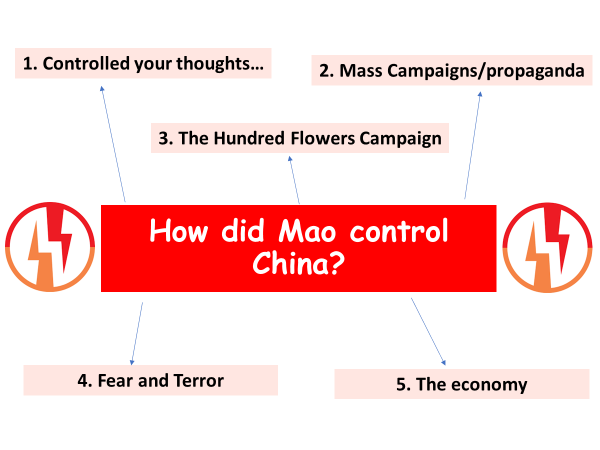 1. Controlled your thoughts…
2. Mass Campaigns/propaganda
3. The Hundred Flowers Campaign
How did Mao control
China?
4. Fear and Terror
5. The economy